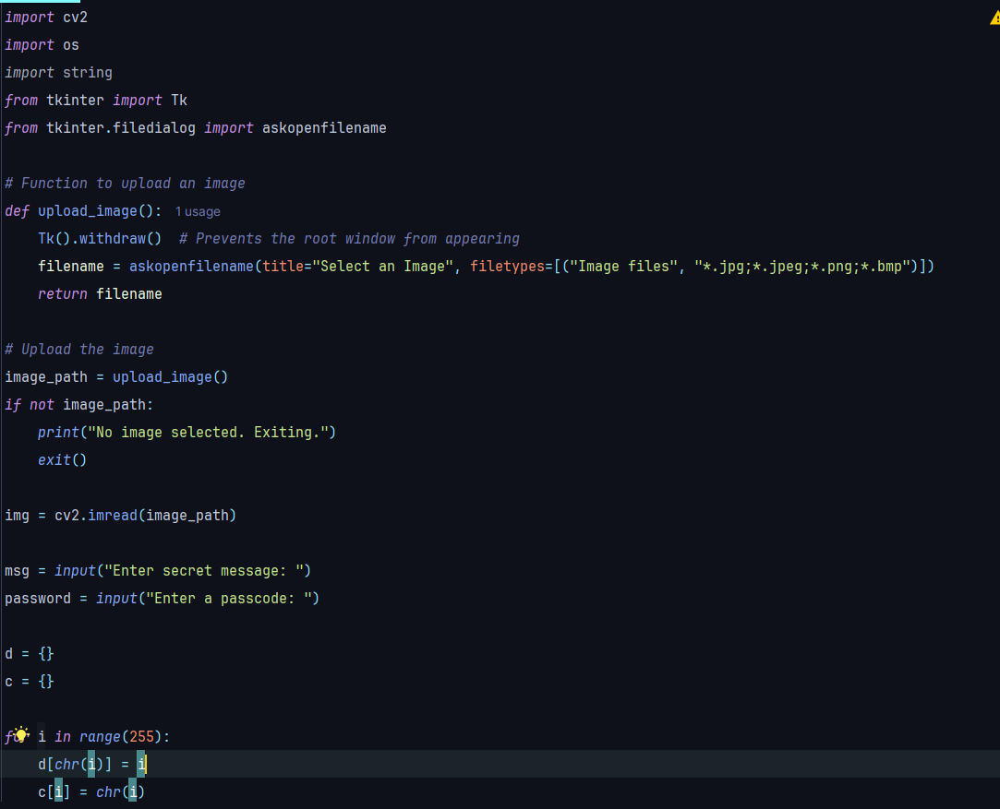 import cv2
import os
import string
from tkinter import Tk
from tkinter.filedialog import askopenfilename
# Function to upload an image
def upload_image():  1 usage
    Tk().withdraw()  # Prevents the root window from appearing
    filename = askopenfilename(title="Select an Image", filetypes=[("Image files", "*.jpg;*.jpeg;*.png;*.bmp")])
    return filename
# Upload the image
image_path = upload_image()
if not image_path:
    print("No image selected. Exiting.")
    exit()
img = cv2.imread(image_path)
msg = input("Enter secret message: ")
password = input("Enter a passcode: ")
d = {}
c = {}
for i in range(255):
    d[chr(i)] = i
    c[i] = chr(i)